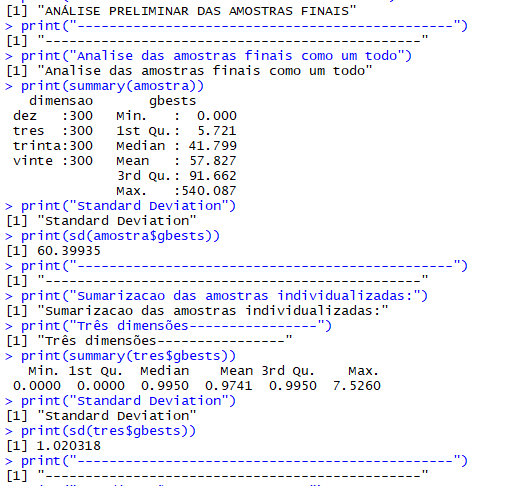 [1] "ANÁLISE PRELIMINAR DAS AMOSTRAS FINAIS"
> print("-----------------------------------------------")
[1] "-----------------------------------------------"
> print("Analise das amostras finais como um todo")
[1] "Analise das amostras finais como um todo"
> print(summary(amostra))
   dimensao       gbests       
 dez   :300   Min.   :  0.000  
 tres  :300   1st Qu.:  5.721  
 trinta:300   Median : 41.799  
 vinte :300   Mean   : 57.827  
              3rd Qu.: 91.662  
              Max.   :540.087  
> print("Standard Deviation")
[1] "Standard Deviation"
> print(sd(amostra$gbests))
[1] 60.39935
> print("-----------------------------------------------")
[1] "-----------------------------------------------"
> print("Sumarizacao das amostras individualizadas:")
[1] "Sumarizacao das amostras individualizadas:"
> print("Três dimensões----------------")
[1] "Três dimensões----------------"
> print(summary(tres$gbests))
   Min. 1st Qu.  Median    Mean 3rd Qu.    Max. 
 0.0000  0.0000  0.9950  0.9741  0.9950  7.5260 
> print("Standard Deviation")
[1] "Standard Deviation"
> print(sd(tres$gbests))
[1] 1.020318
> print("-----------------------------------------------")
[1] "-----------------------------------------------"